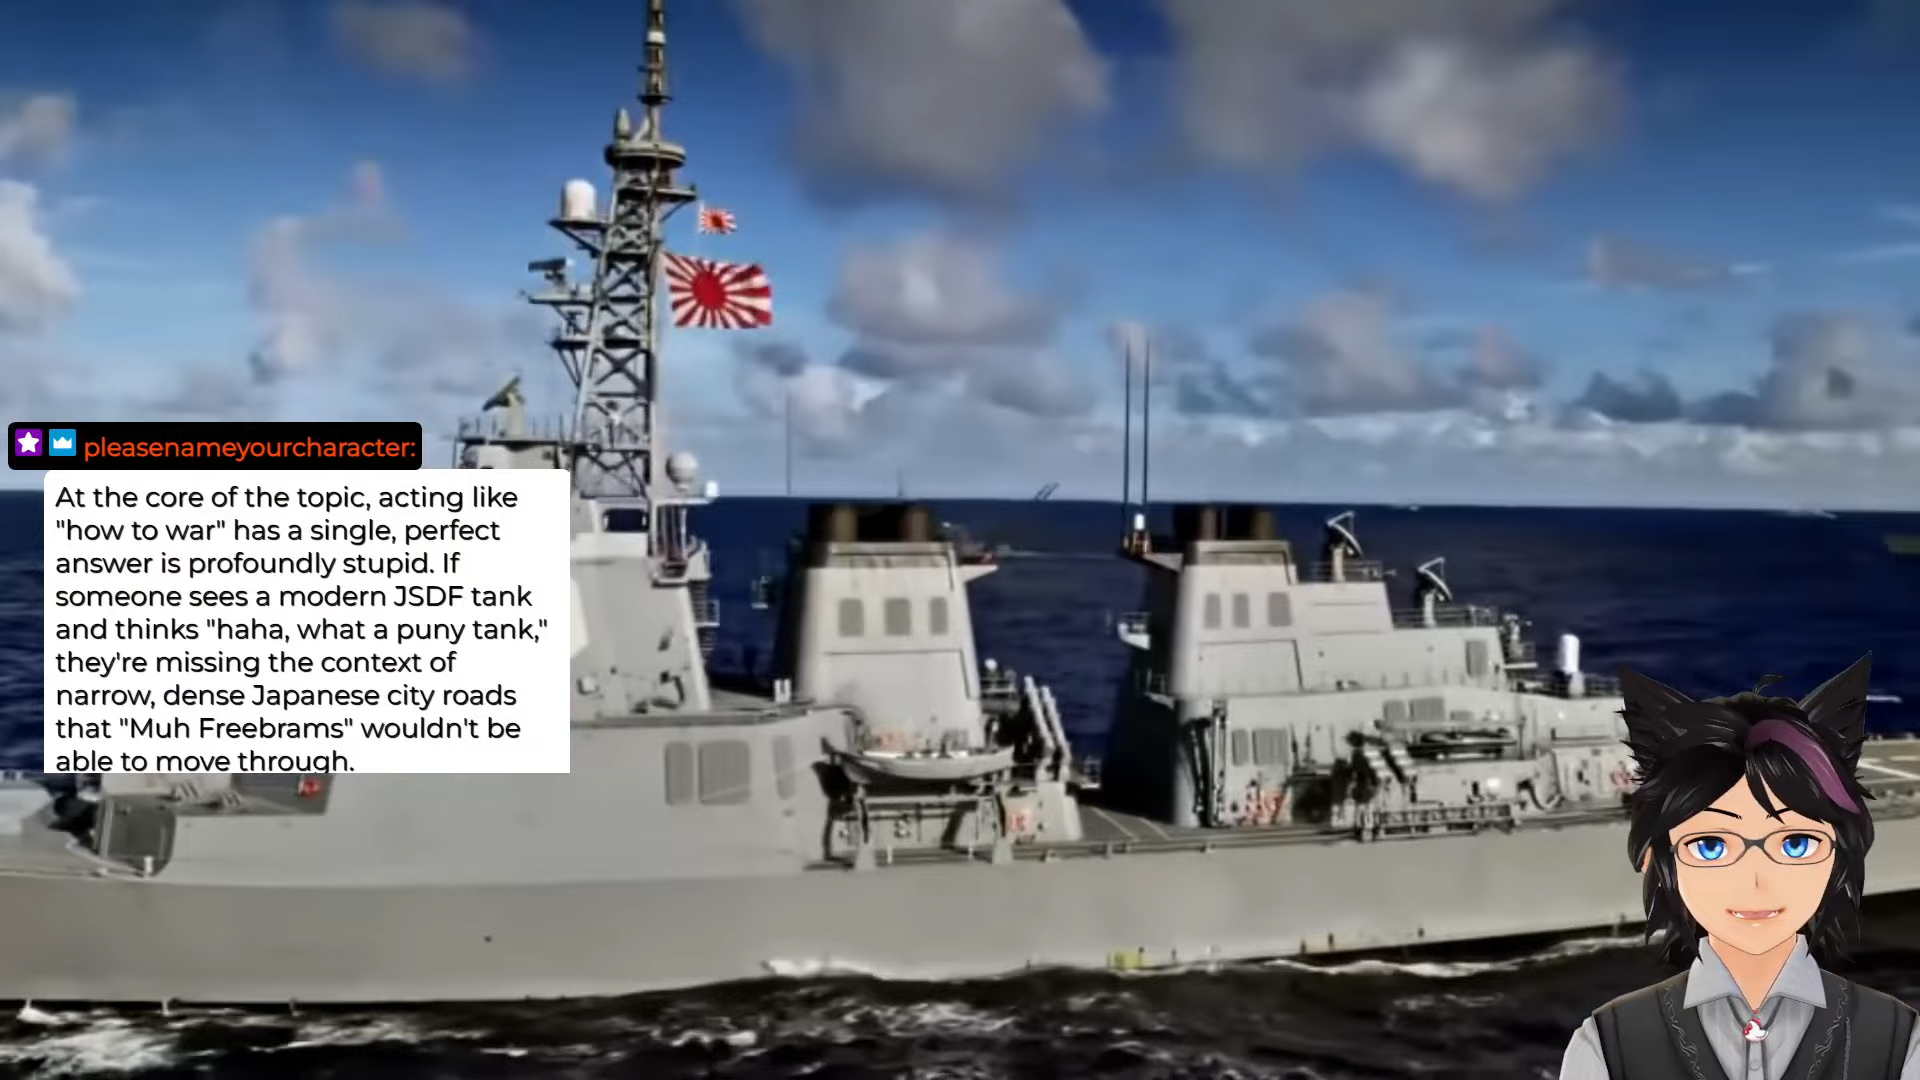 pleasenameyourcharacter:
At the core of the topic, acting like
"how to war" has a single, perfect
answer is profoundly stupid. If
someone sees a modern JSDF tank
and thinks "haha, what a puny tank,"
they're missing the context of
narrow, dense Japanese city roads
that "Muh Freebrams" wouldn't be
able to move through.